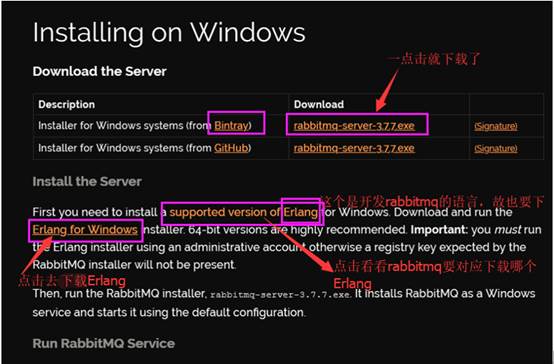 Installing on Windows
Download the Server
一点击就下载了
Description Download
Installer for Windows systems (from Bintray) rabbitmq-server-3.7.7.exe (Signature)
Installer for Windows systems (from GitHub) rabbitmq-server-3.7.7.exe (Signature)
Install the Server
这个是开发rabbitmq的语言，故也要下
First you need to install a supported version of Erlang for Windows. Download and run the
Erlang for Windows installer. 64-bit versions are highly recommended. Important: you must run
the Erlang installer using an administrative account otherwise a registry key expected by the
RabbitMQ installer will not be present.
点击看看rabbitmq要对应下载哪个
Erlang
点击去下载Erlang
Then, run the RabbitMQ installer, rabbitmq-server-3.7.7.exe. It Installs RabbitMQ as a Windows
service and starts it using the default configuration.
Run RabbitMQ Service